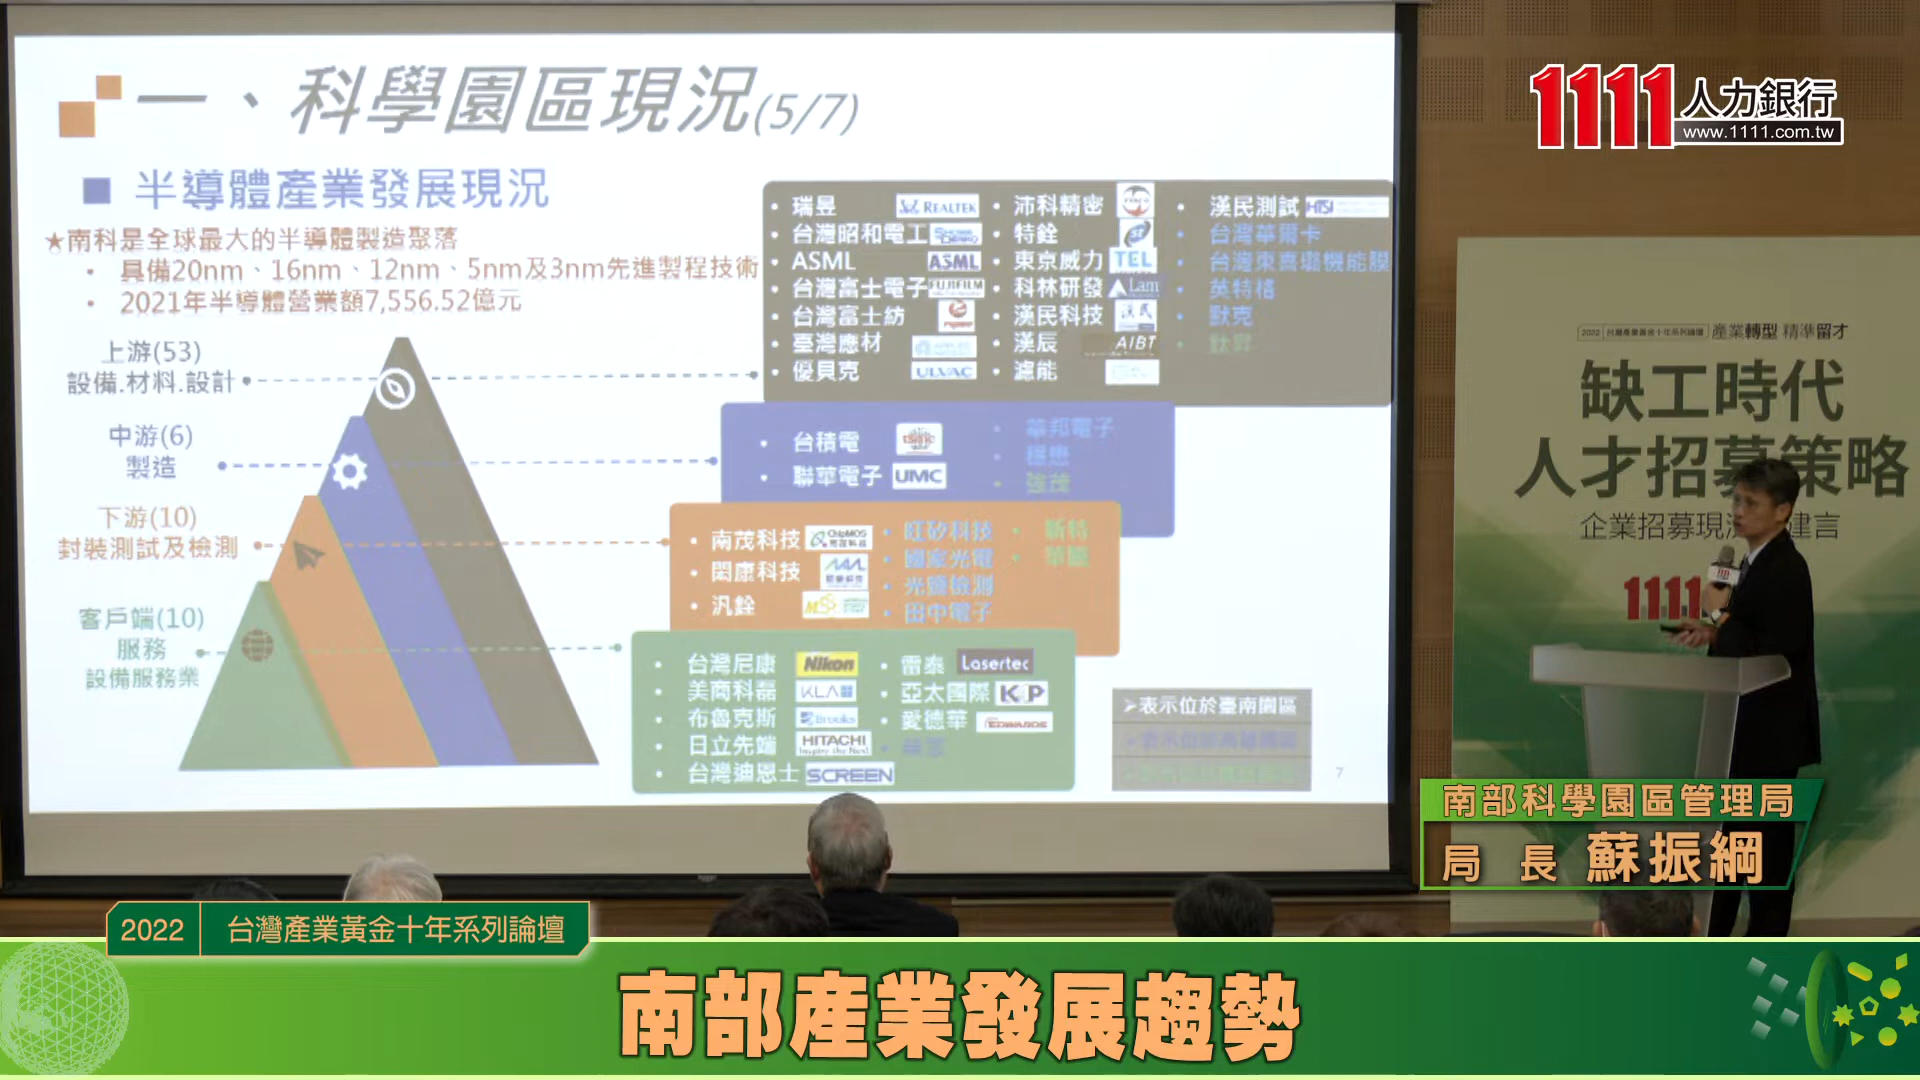 一、科學園區現況(5/7)
半導體產業發展現況
★南科是全球最大的半導體製造聚落
• 具備20nm、16nm、12nm、5nm及3nm先進製程技術
• 2021年半導體營業額7,556.52億元
上游(53)
設備.材料.設計
中游(6)
製造
下游(10)
封裝測試及檢測
客戶端(10)
服務
設備服務業
• 瑞昱 REALTEK
• 台灣昭和電工
• ASML ASML
• 台灣富士電子 FUJIFILM
• 台灣富士紡
• 臺灣應材
• 優貝克 ULVAC
• 沛科精密
• 特銓
• 東京威力 TEL
• 科林研發 Lam
• 漢民科技 漢民
• 漢辰 AIBT
• 濾能
• 漢民測試 HTSI
• 台灣華爾卡
• 台灣東喜璐機能膜
• 英特格
• 默克
• 台積電 tsmc
• 聯華電子 UMC
• 華邦電子
• 穩懋
• 強茂
• 南茂科技 ChipMOS
• 閎康科技
• 汎銓 MSS
• 旺矽科技
• 國家光電
• 光鹽檢測
• 田中電子
• 新特
• 台灣尼康 Nikon
• 美商科磊 KLA
• 布魯克斯 Brooks
• 日立先端 HITACHI
Inspire the Next
• 台灣迪恩士 SCREEN
• 雷泰 Lasertec
• 亞太國際 K&P
• 愛德華 EDWARDS
➢表示位於臺南園區
7
1111人力銀行
www.1111.com.tw
2022 台灣產業黃金十年系列論壇 產業轉型 精準留才
缺工時代
人才招募策略
企業招募現況 建言
1111
南部科學園區管理局
局 長 蘇振綱
2022 台灣產業黃金十年系列論壇
南部產業發展趨勢